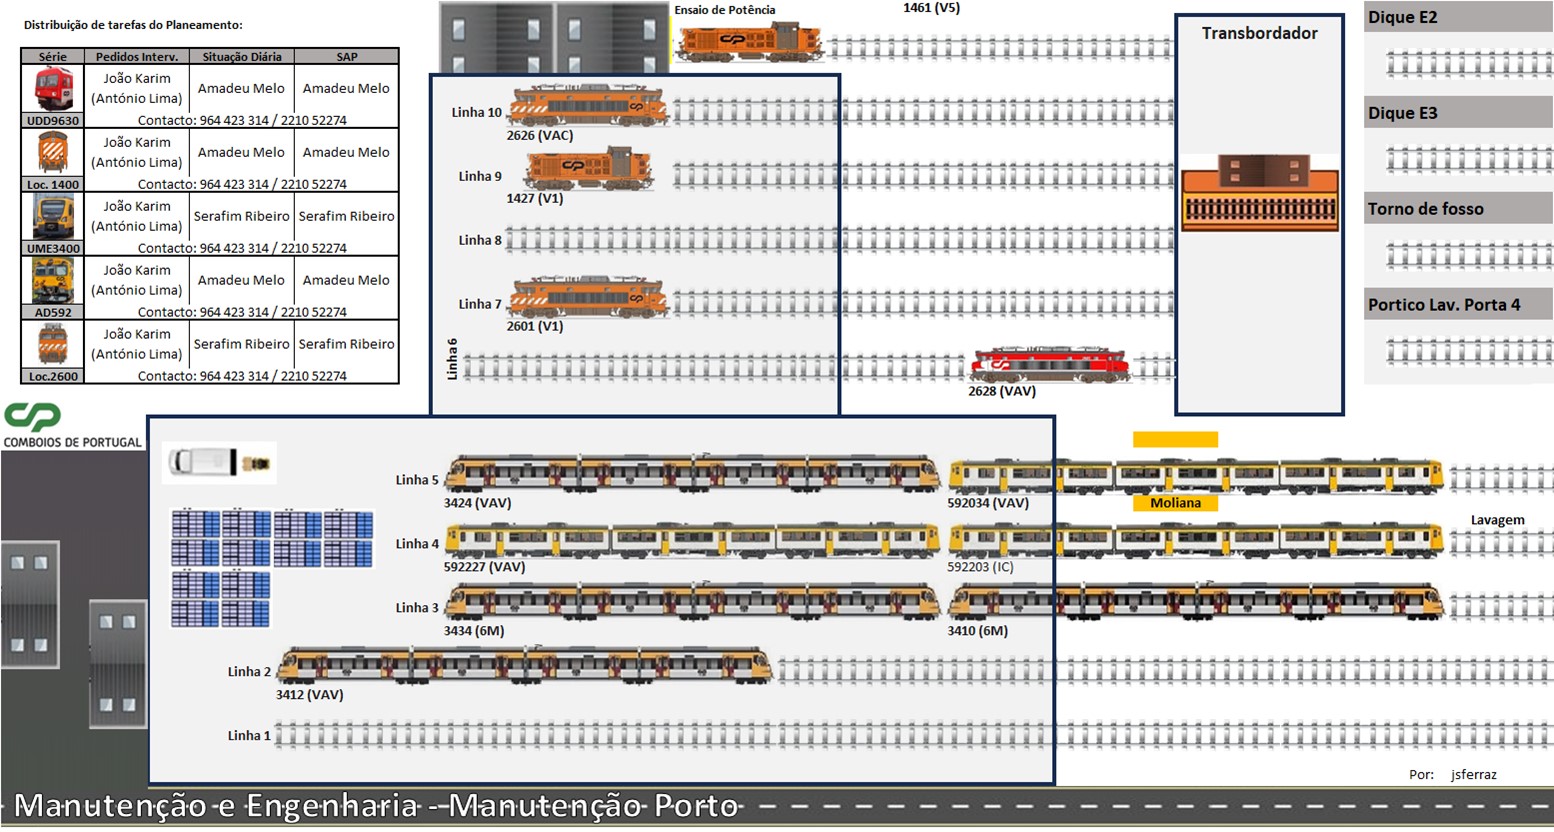 Distribuição de tarefas do Planeamento:
Série Pedidos Interv. Situação Diária SAP
João Karim
(António Lima)
Amadeu Melo Amadeu Melo
UDD9630 Contacto: 964 423 314 / 2210 52274
João Karim
(António Lima)
Amadeu Melo Amadeu Melo
Loc. 1400 Contacto: 964 423 314 / 2210 52274
João Karim
(António Lima)
Serafim Ribeiro Serafim Ribeiro
UME3400 Contacto: 964 423 314 / 2210 52274
João Karim
(António Lima)
Amadeu Melo Amadeu Melo
AD592 Contacto: 964 423 314 / 2210 52274
João Karim
(António Lima)
Serafim Ribeiro Serafim Ribeiro
Loc.2600 Contacto: 964 423 314 / 2210 52274
CP
COMBOIOS DE PORTUGAL
Ensaio de Potência
1461 (V5)
Linha 10
2626 (VAC)
Linha 9
1427 (V1)
Linha 8
Linha 7
2601 (V1)
Linha 6
2628 (VAV)
Transbordador
Dique E2
Dique E3
Torno de fosso
Portico Lav. Porta 4
Linha 5
3424 (VAV)
592034 (VAV)
Moliana
Lavagem
Linha 4
592227 (VAV)
592203 (IC)
Linha 3
3434 (6M)
3410 (6M)
Linha 2
3412 (VAV)
Linha 1
Por: jsferraz
Manutenção e Engenharia - Manutenção Porto